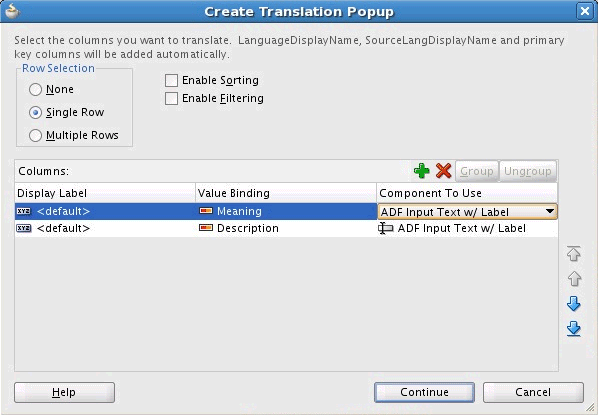 Create Translation Popup
Select the columns you want to translate.  LanguageDisplayName, SourceLangDisplayName and primary
key columns will be added automatically.
Row Selection
None
Single Row
Multiple Rows
Enable Sorting
Enable Filtering
Columns:
Group
Ungroup
Display Label Value Binding Component To Use
XYZ <default> Meaning ADF Input Text w/ Label
XYZ <default> Description ADF Input Text w/ Label
Help
Continue
Cancel